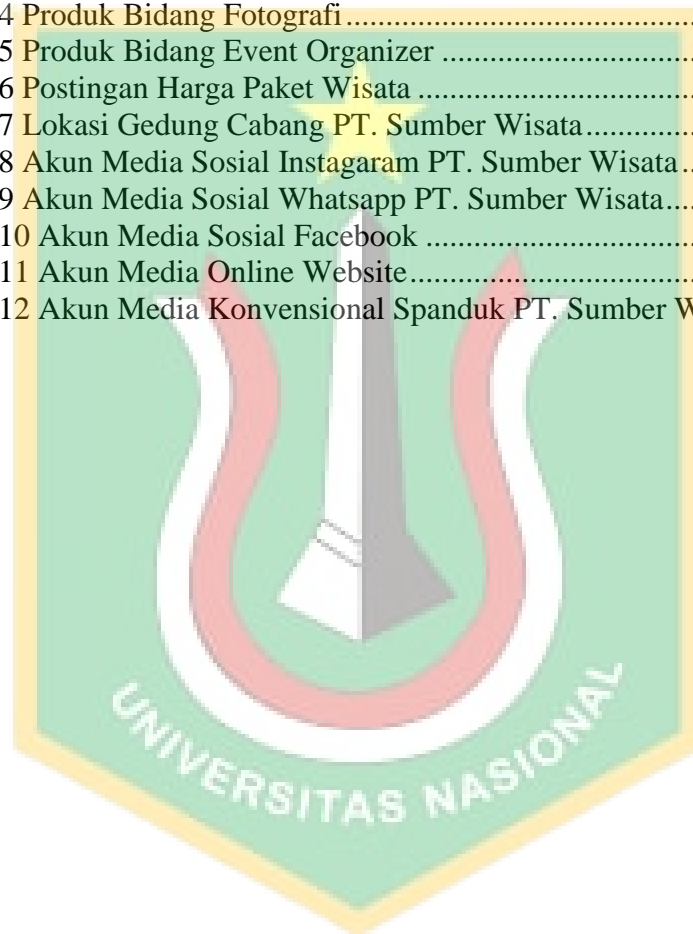 4 Produk Bidang Fotografi................................................
5 Produk Bidang Event Organizer ....................................
6 Postingan Harga Paket Wisata .......................................
7 Lokasi Gedung Cabang PT. Sumber Wisata...............
8 Akun Media Sosial Instagaram PT. Sumber Wisata..
9 Akun Media Sosial Whatsapp PT. Sumber Wisata....
10 Akun Media Sosial Facebook .....................................
11 Akun Media Online Website.......................................
12 Akun Media Konvensional Spanduk PT. Sumber
UNIVERSITAS NASIONAL